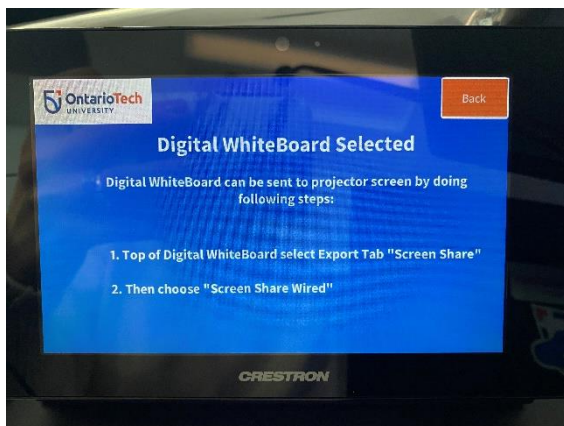 OntarioTech
UNIVERSITY
Back
Digital WhiteBoard Selected
Digital WhiteBoard can be sent to projector screen by doing
following steps:
1. Top of Digital WhiteBoard select Export Tab "Screen Share"
2. Then choose "Screen Share Wired"
CRESTRON